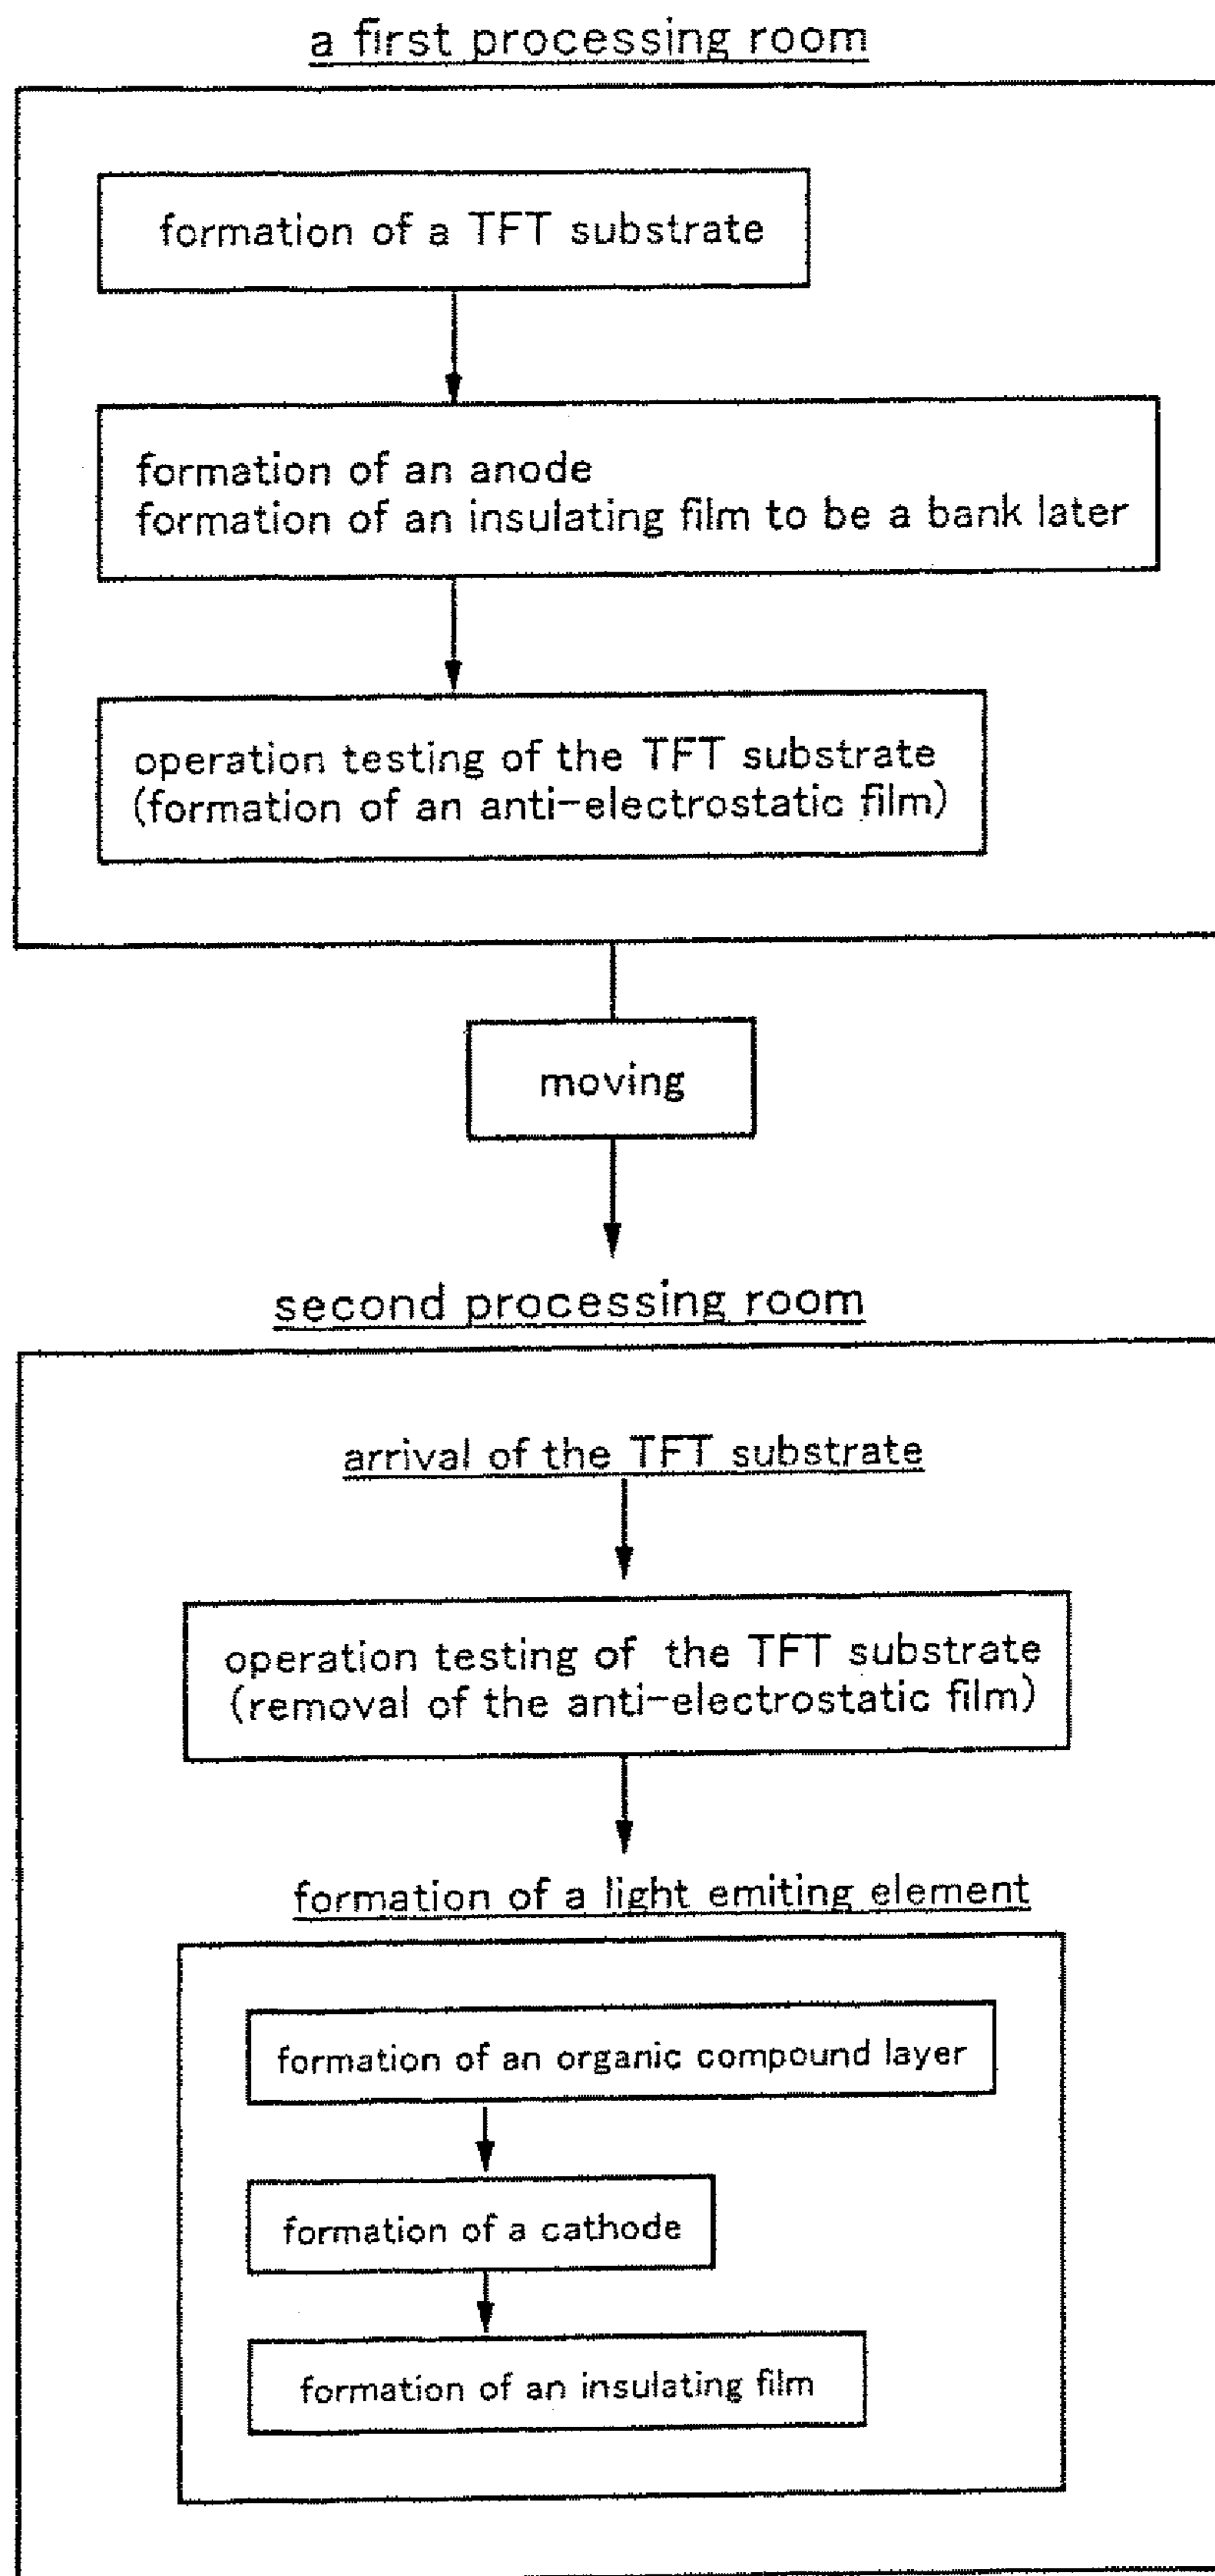 a first processing room
formation of a TFT substrate
formation of an anode
formation of an insulating film to be a bank later
operation testing of the TFT substrate
(formation of an anti-electrostatic film)
moving
second processing room
arrival of the TFT substrate
operation testing of the TFT substrate
(removal of the anti-electrostatic film)
formation of a light emiting element
formation of an organic compound layer
formation of a cathode
formation of an insulating film